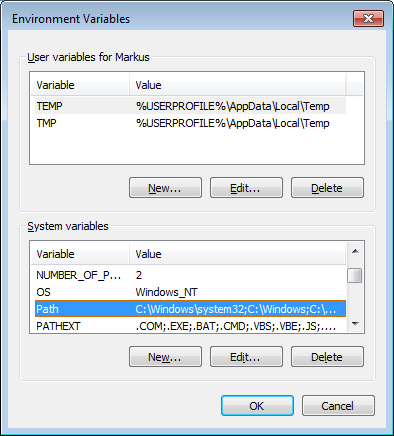 Environment Variables
User variables for Markus
Variable Value
TEMP %USERPROFILE%\AppData\Local\Temp
TMP %USERPROFILE%\AppData\Local\Temp
New... Edit... Delete
System variables
Variable Value
NUMBER_OF_P... 2
OS Windows_NT
Path C:\Windows\system32;C:\Windows;C:\...
PATHEXT .COM;.EXE;.BAT;.CMD;.VBS;.VBE;.JS;....
New... Edit... Delete
OK Cancel